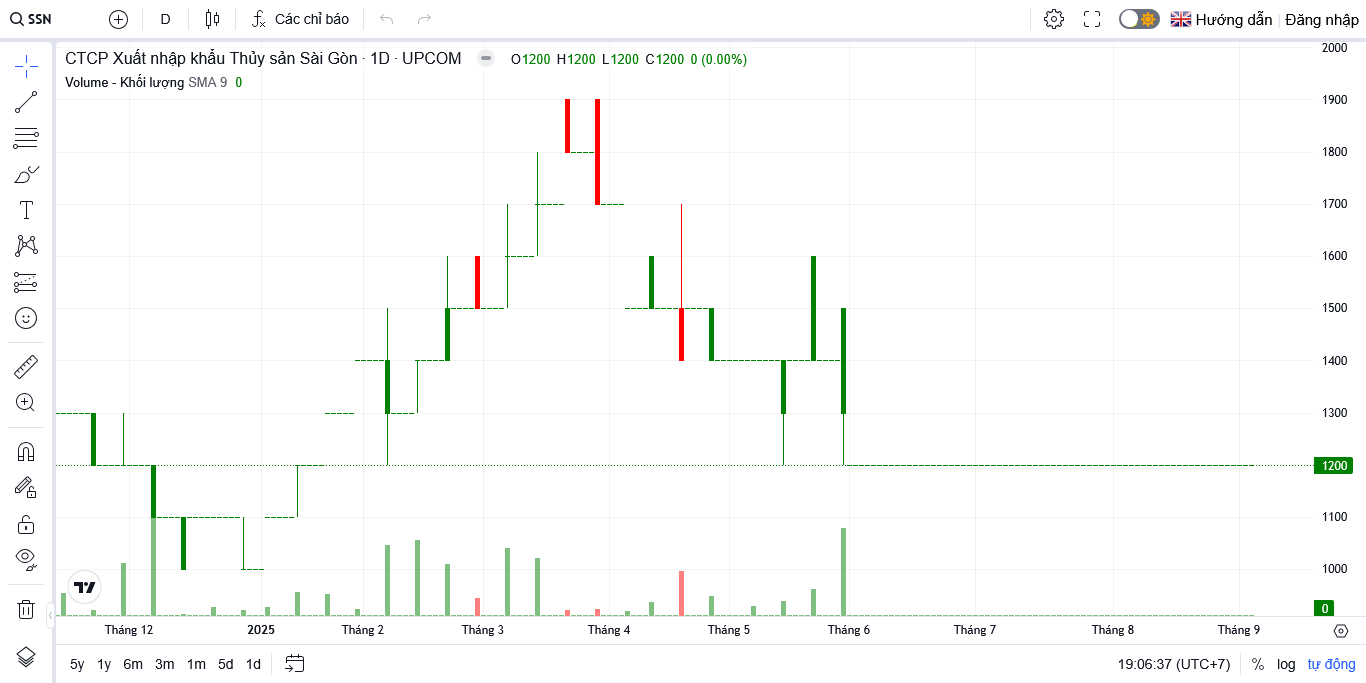 SSN D Các chỉ báo Hướng dẫn Đăng nhập
CTCP Xuất nhập khẩu Thủy sản Sài Gòn · 1D · UPCOM O1200 H1200 L1200 C1200 0 (0.00%)
Volume - Khối lượng SMA 9 0
2000
1900
1800
1700
1600
1500
1400
1300
1200
1100
1000
0
Tháng 12 2025 Tháng 2 Tháng 3 Tháng 4 Tháng 5 Tháng 6 Tháng 7 Tháng 8 Tháng 9
5y 1y 6m 3m 1m 5d 1d 19:06:37 (UTC+7) % log tự động